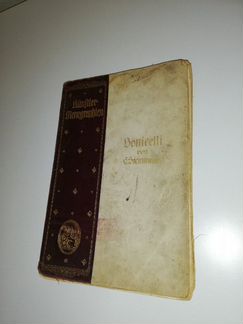 Künstler-
Monographien
Botticelli
von
E. Steinmann